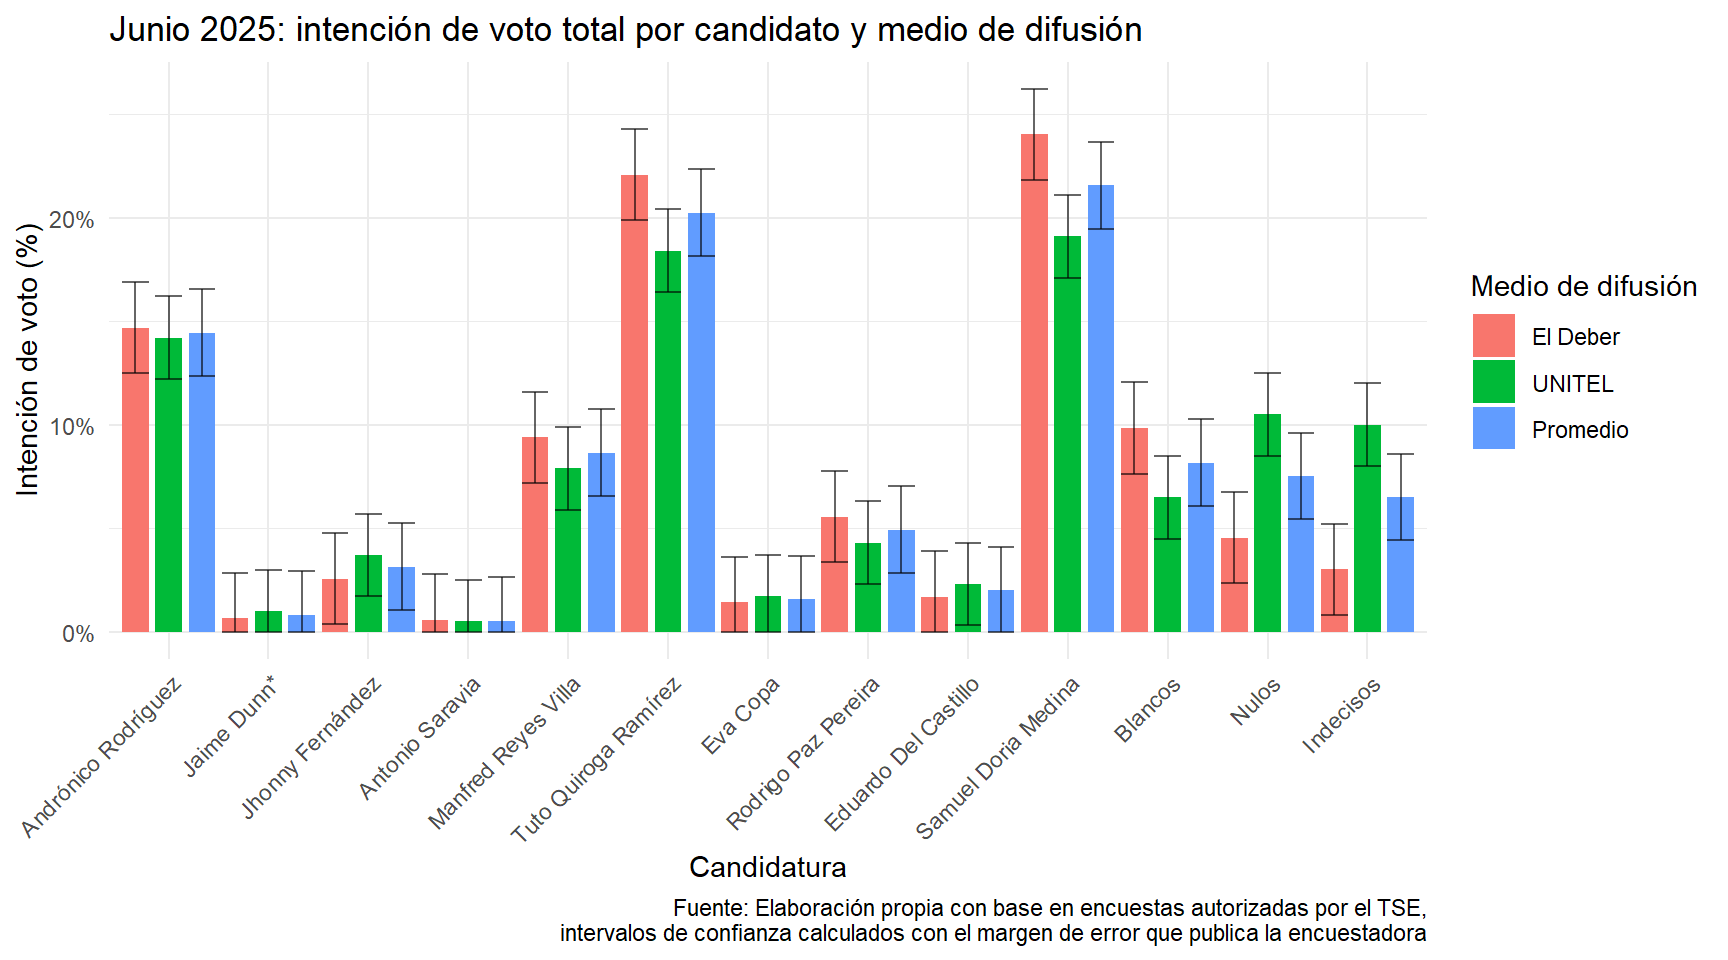 Junio 2025: intención de voto total por candidato y medio de difusión
Intención de voto (%)
20%
10%
0%
Andrónico Rodríguez
Jaime Dunn*
Jhonny Fernández
Antonio Saravia
Manfred Reyes Villa
Tuto Quiroga Ramírez
Eva Copa
Rodrigo Paz Pereira
Eduardo Del Castillo
Samuel Doria Medina
Blancos
Nulos
Indecisos
Candidatura
Medio de difusión
El Deber
UNITEL
Promedio
Fuente: Elaboración propia con base en encuestas autorizadas por el TSE,
intervalos de confianza calculados con el margen de error que publica la encuestadora